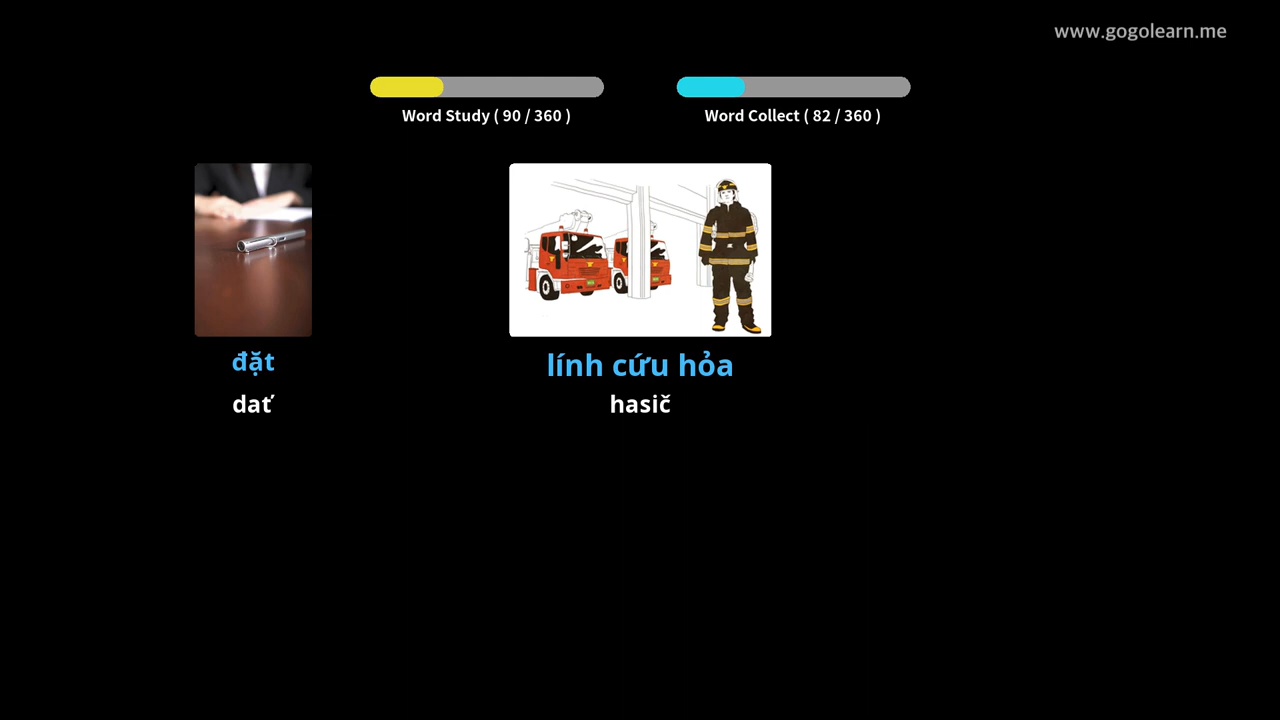 www.gogolearn.me
Word Study ( 90 / 360 )
Word Collect ( 82 / 360 )
đặt
dať
lính cứu hỏa
hasič